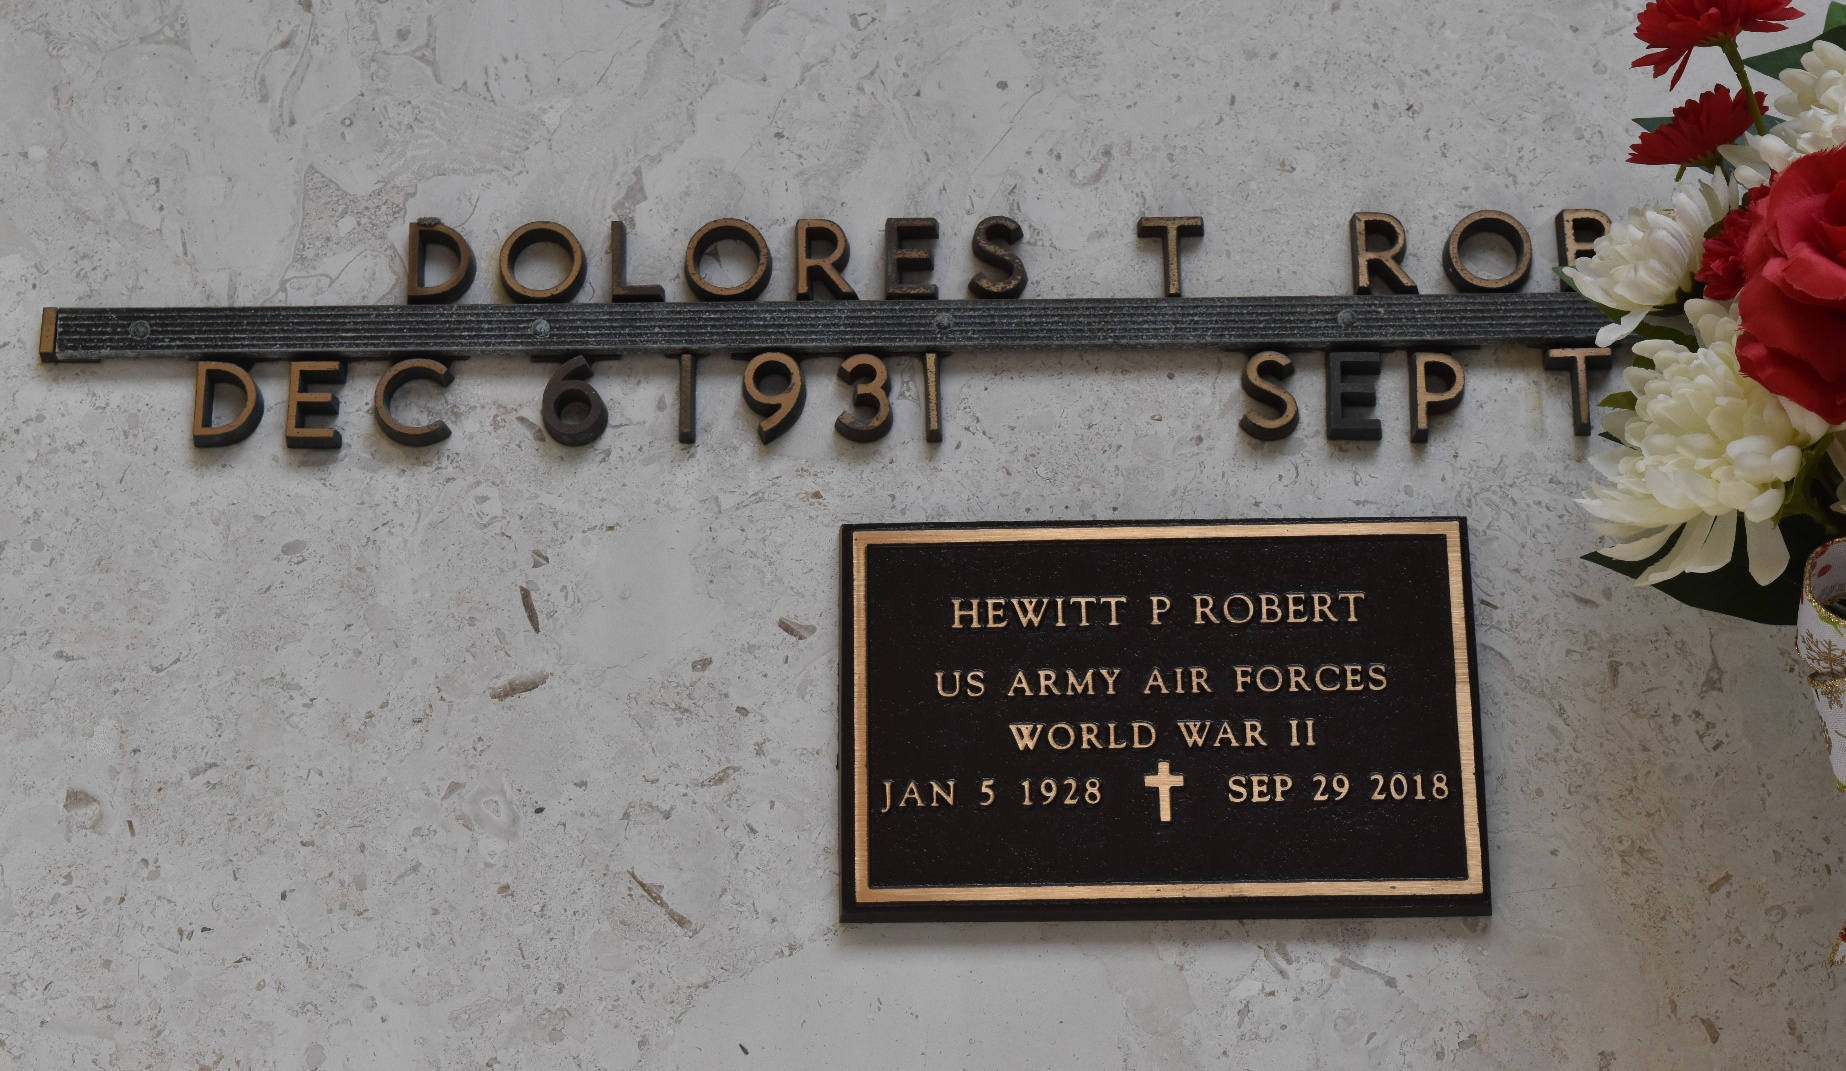 DOLORES T ROB
DEC 6 1931 SEP T
HEWITT P ROBERT
US ARMY AIR FORCES
WORLD WAR II
JAN 5 1928 SEP 29 2018